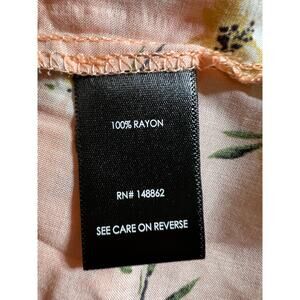 100% RAYON
RN# 148862
SEE CARE ON REVERSE